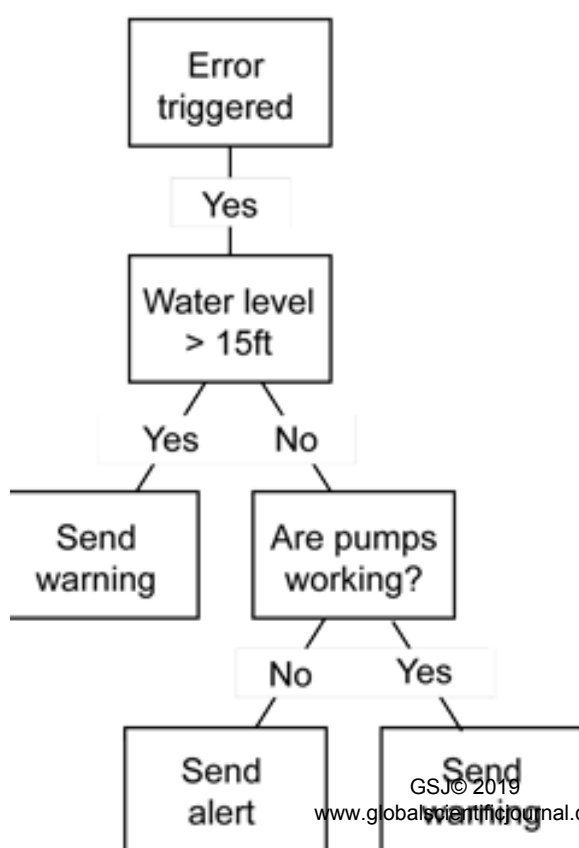 Error
triggered
Yes
Water level
> 15ft
Yes No
Send
warning
Are pumps
working?
No Yes
Send
alert
Send
warning
GSJ© 2019
www.globalscientificjournal.c